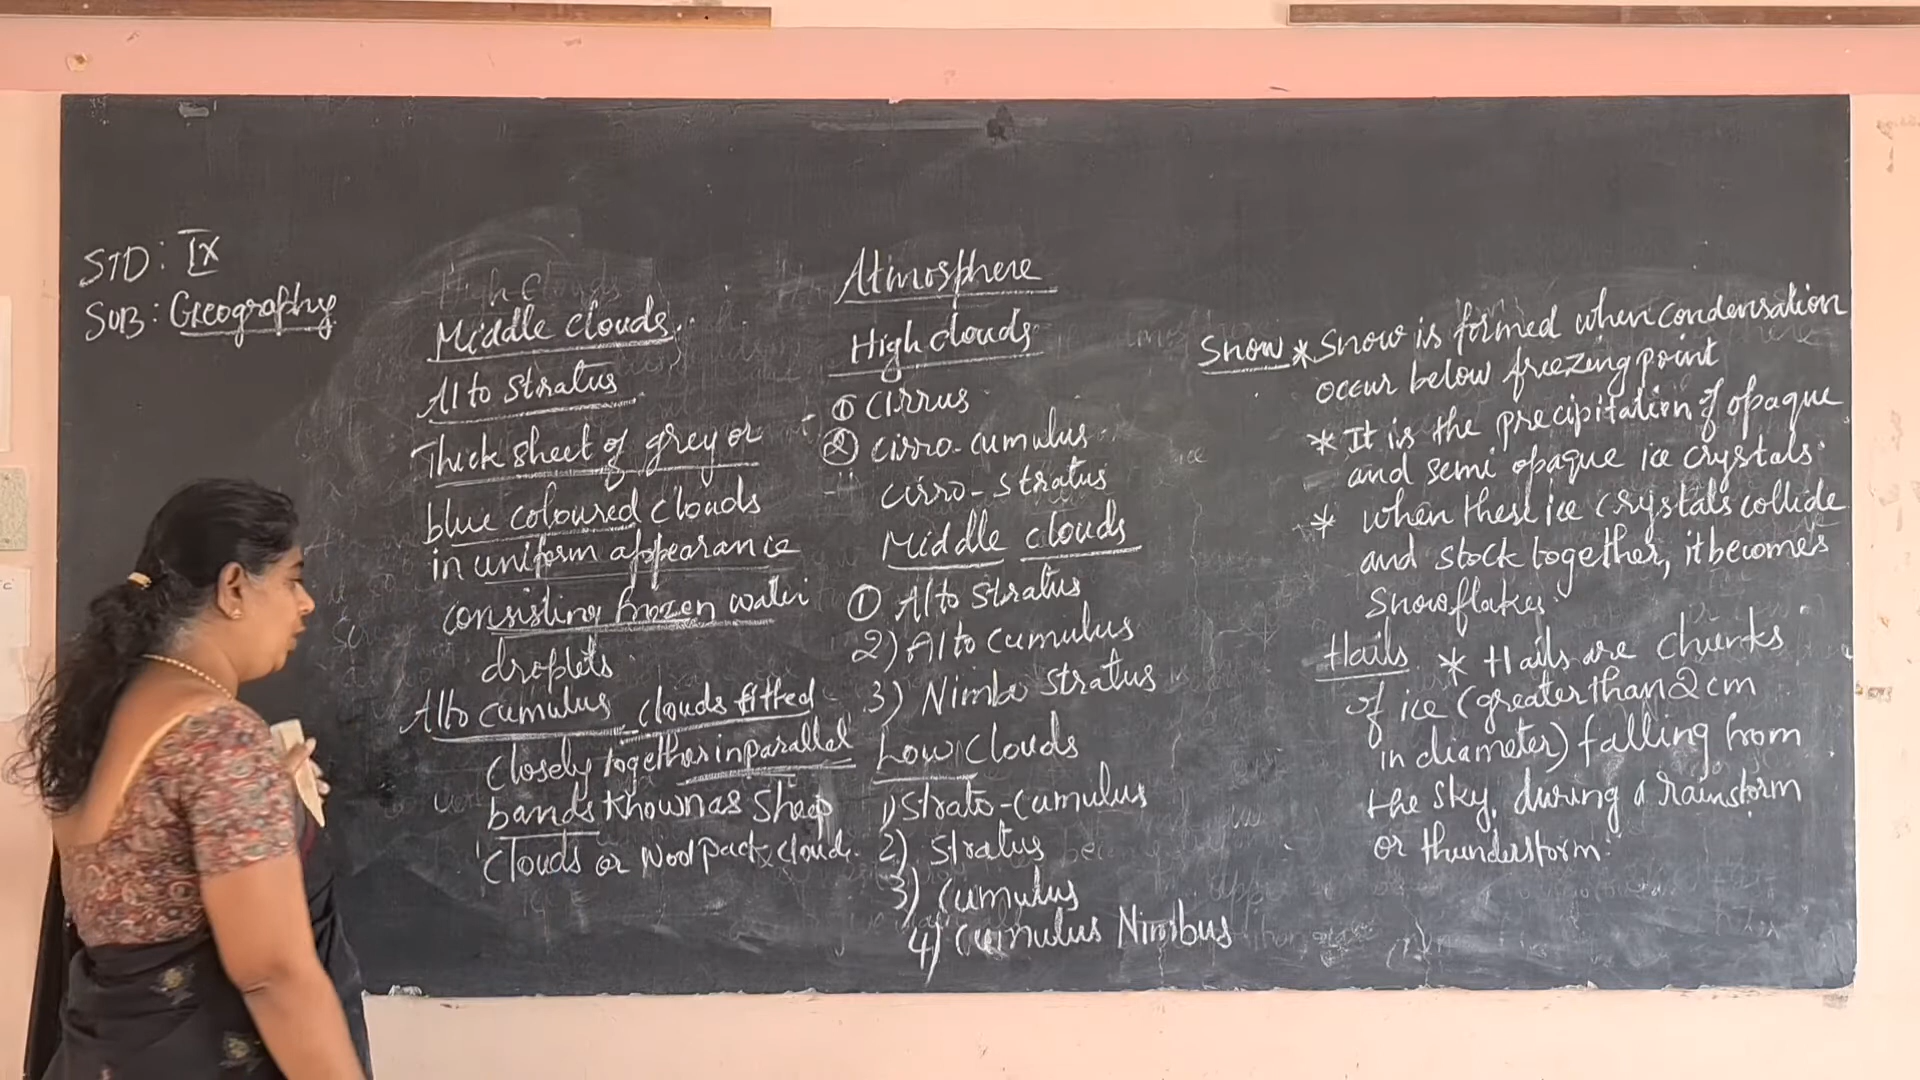 STD: IX
SUB: Greography
Middle clouds.
Alto stratus
Thick sheet of grey or
blue coloured clouds
in uniform appearance
consisting frozen water
droplets
Alto cumulus clouds fitted
closely together in parallel
bands known as sheep
clouds or woolpack clouds.
Atmosphere
High clouds
① cirrus
② cirro-cumulus
cirro-stratus
Middle clouds
① Alto stratus
2) Alto cumulus
3) Nimbo stratus
Low clouds
1) Strato-cumulus
2) Stratus
3) cumulus
4) cumulus Nimbus
Snow * Snow is formed when condensation
occur below freezing point
* It is the precipitation of opaque
and semi opaque ice crystals.
* when these ice crystals collide
and stock together, it becomes
Snowflakes.
Hails * Hails are chunks
of ice (greater than 2 cm
in diameter) falling from
the sky, during a rainstorm
or thunderstorm.